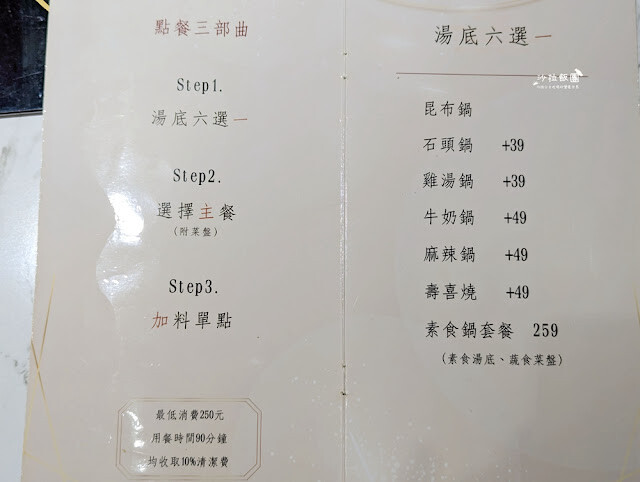 點餐三部曲
Step1.
湯底六選一
Step2.
選擇主餐
(附菜盤)
Step3.
加料單點
最低消費250元
用餐時間90分鐘
均收取10%清潔費
湯底六選一
沙拉飯團
昆布鍋
石頭鍋 +39
雞湯鍋 +39
牛奶鍋 +49
麻辣鍋 +49
壽喜燒 +49
素食鍋套餐 259
(素食湯底、蔬食菜盤)